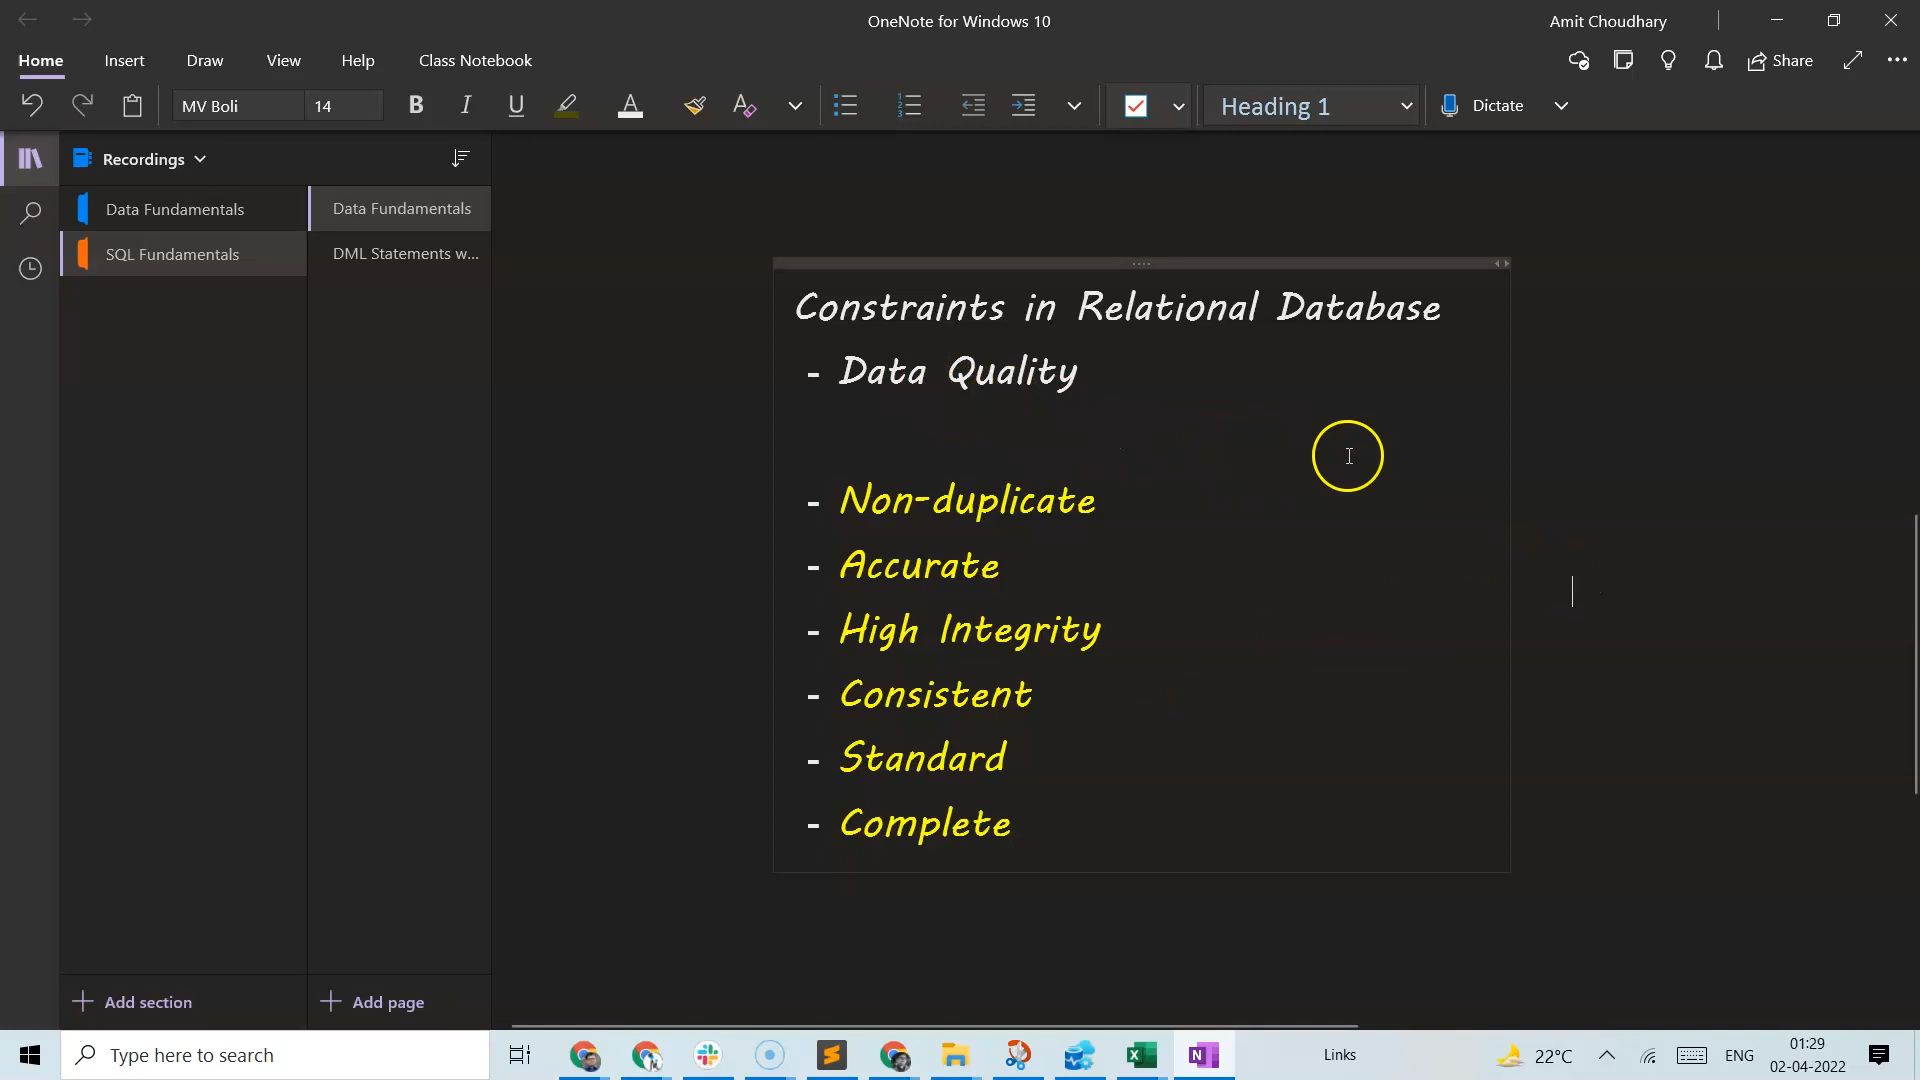 OneNote for Windows 10
Amit Choudhary
Home Insert Draw View Help Class Notebook
Share
MV Boli 14 B I U A A Heading 1 Dictate
Recordings
Data Fundamentals
SQL Fundamentals
Data Fundamentals
DML Statements w...
Constraints in Relational Database
- Data Quality
- Non-duplicate
- Accurate
- High Integrity
- Consistent
- Standard
- Complete
Add section
Add page
Type here to search
Links
22°C
ENG
01:29
02-04-2022